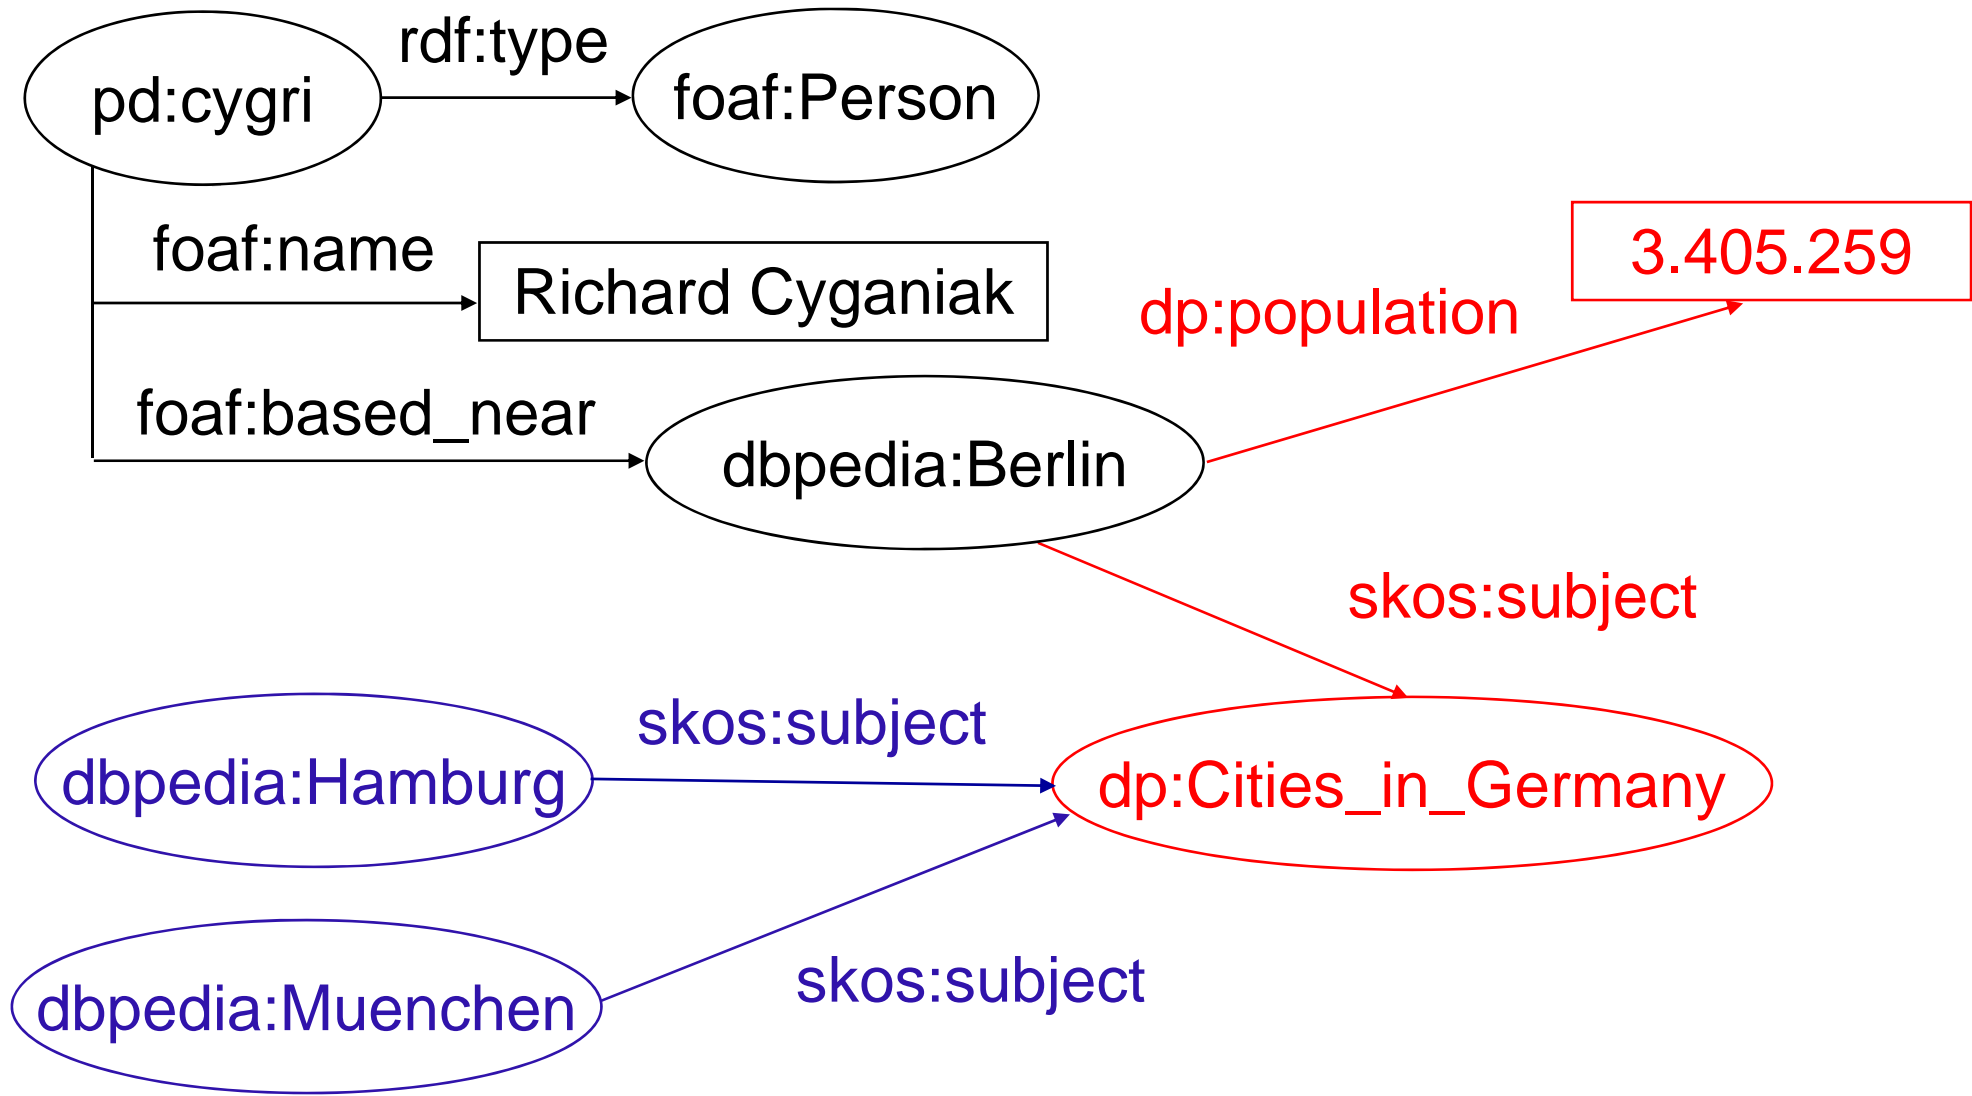 rdf:type
pd:cygri
foaf:Person
foaf:name
Richard Cyganiak
3.405.259
dp:population
foaf:based_near
dbpedia:Berlin
skos:subject
skos:subject
dbpedia:Hamburg
dp:Cities_in_Germany
skos:subject
dbpedia:Muenchen